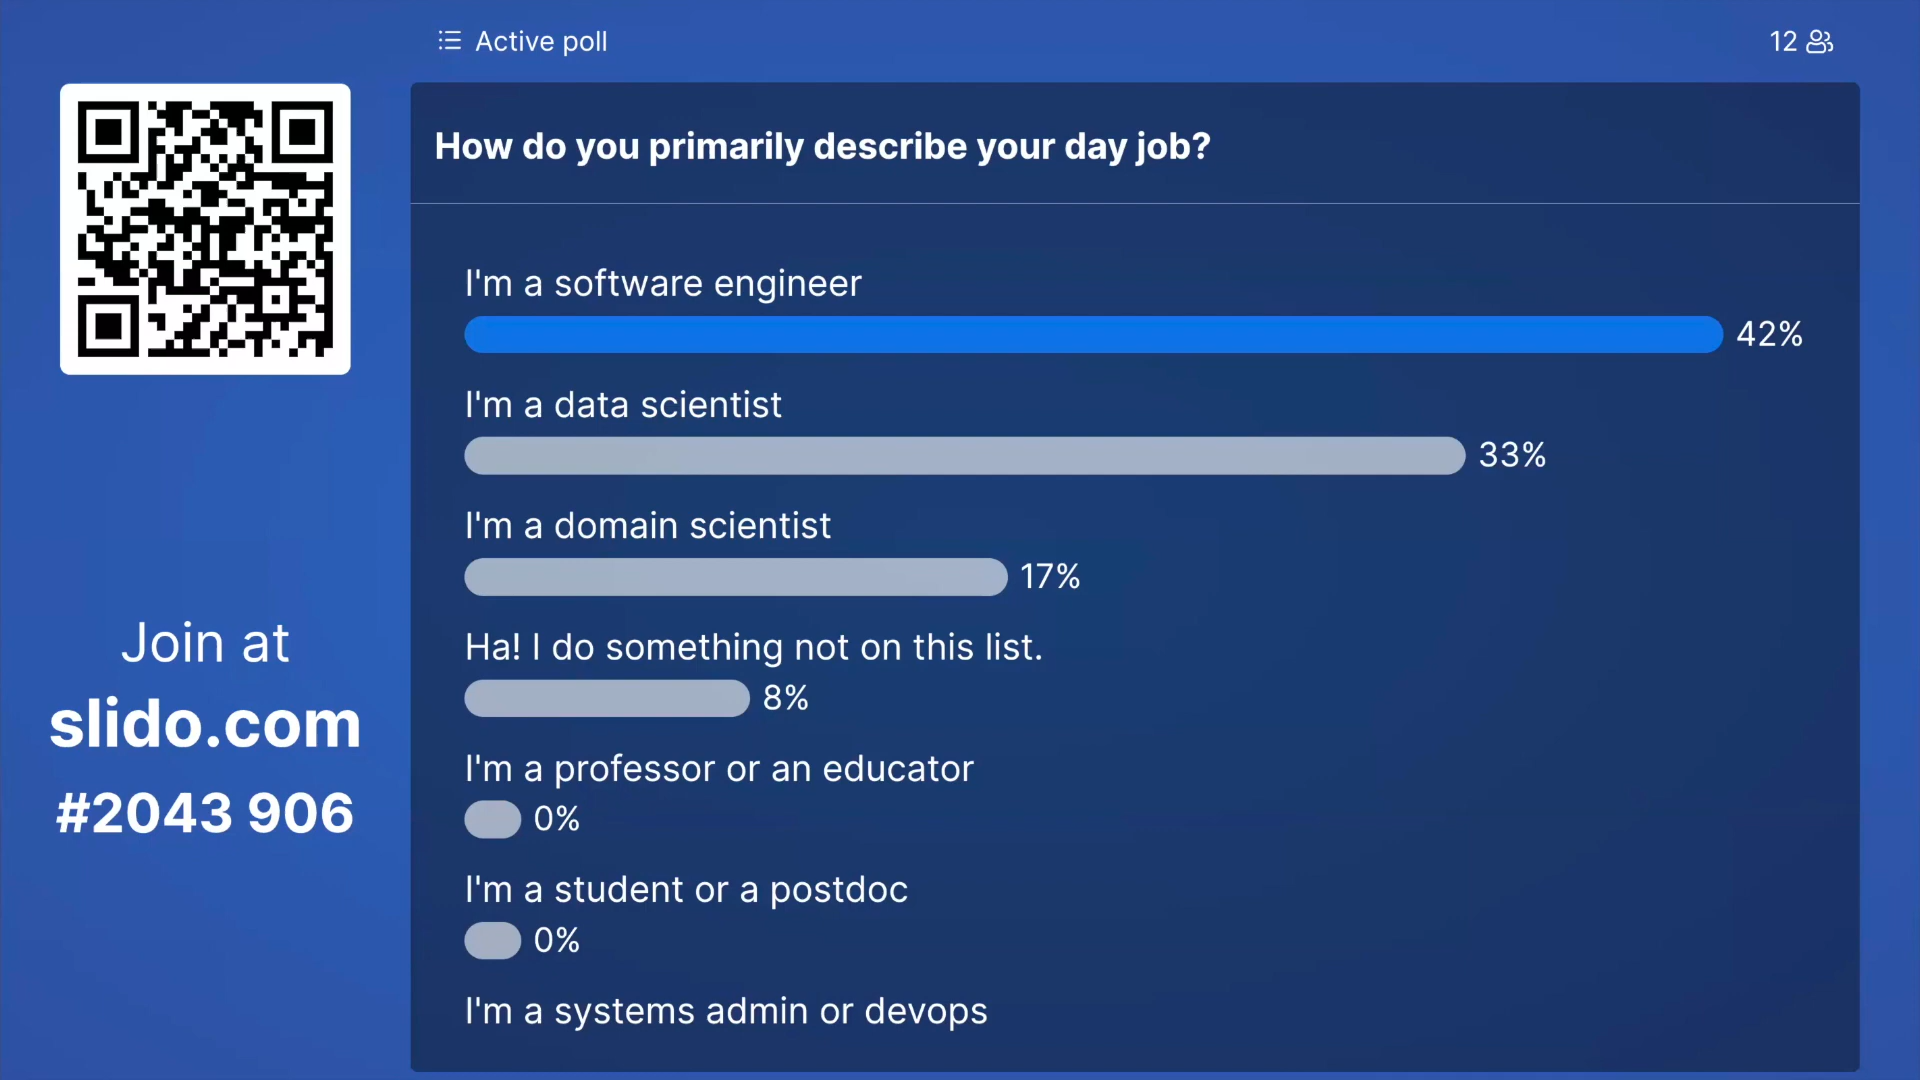 Active poll
12
How do you primarily describe your day job?
I'm a software engineer
42%
I'm a data scientist
33%
I'm a domain scientist
17%
Ha! I do something not on this list.
8%
I'm a professor or an educator
0%
I'm a student or a postdoc
0%
I'm a systems admin or devops
Join at
slido.com
#2043 906